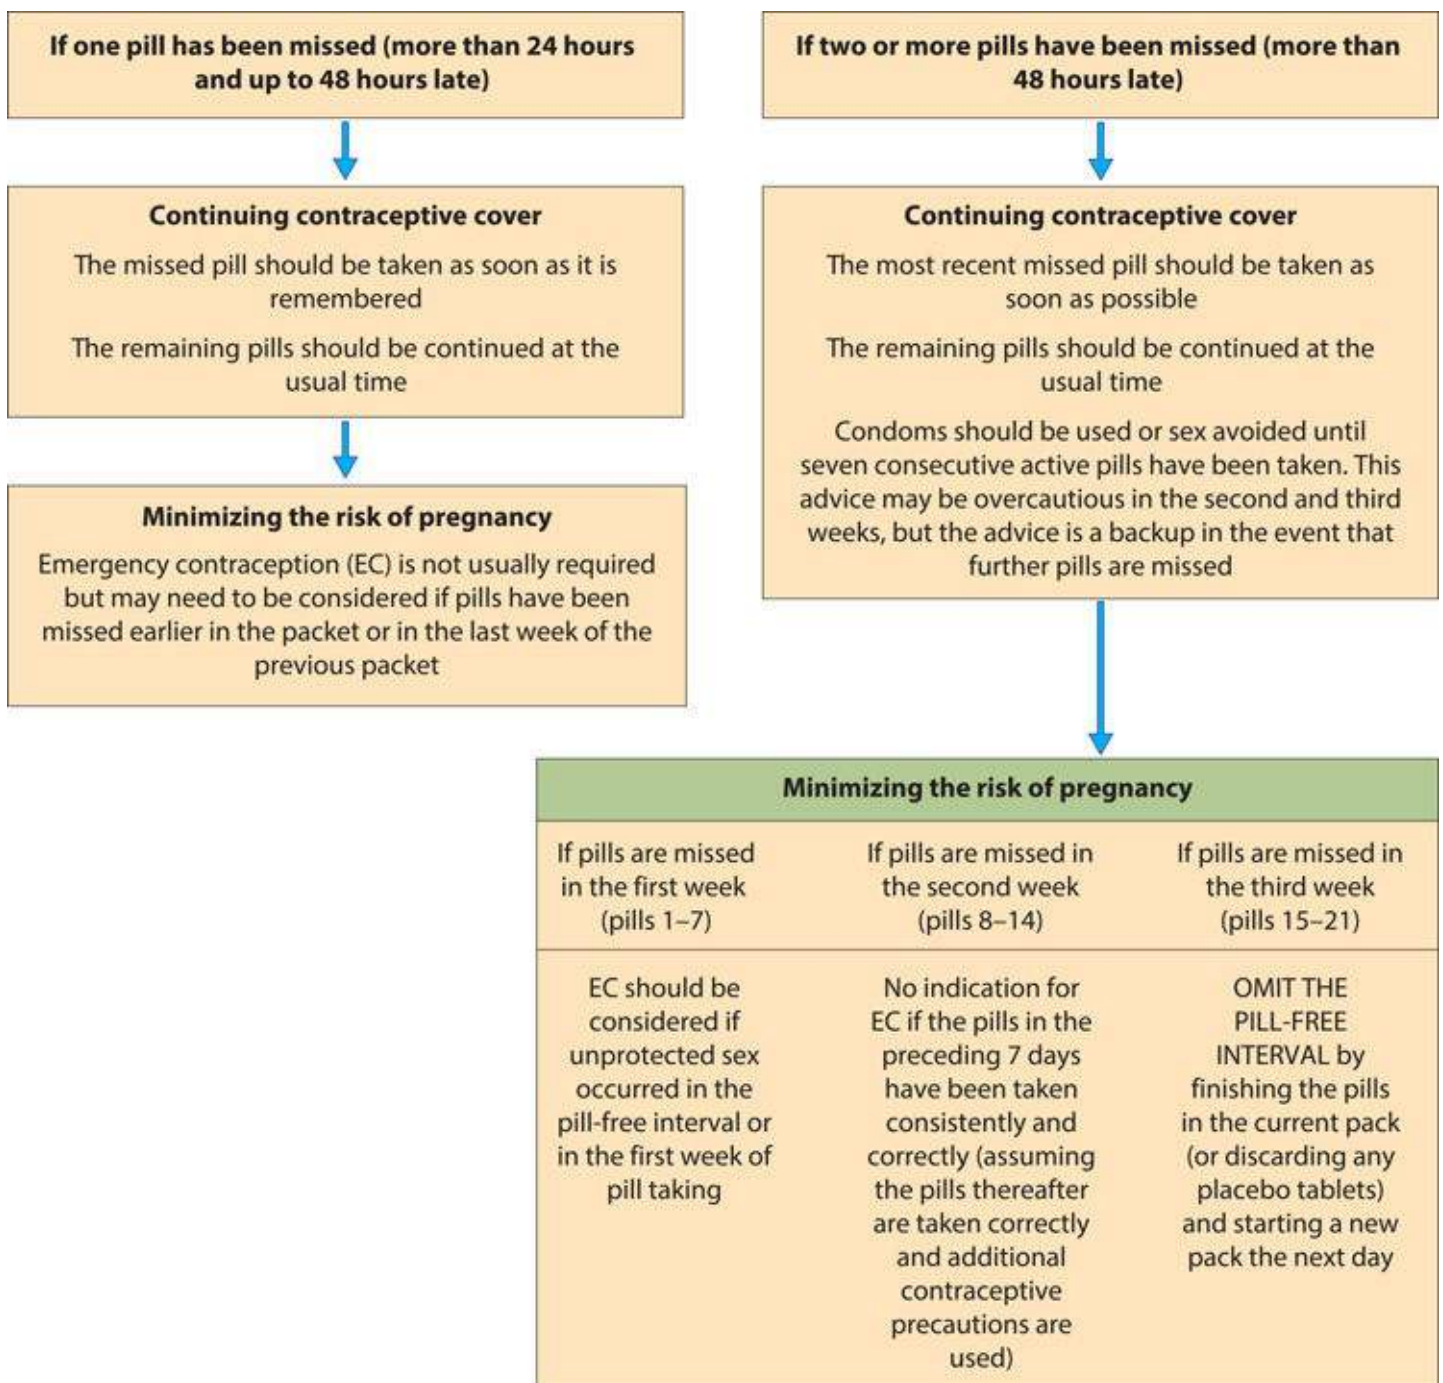 If one pill has been missed (more than 24 hours
and up to 48 hours late)
Continuing contraceptive cover
The missed pill should be taken as soon as it is
remembered
The remaining pills should be continued at the
usual time
Minimizing the risk of pregnancy
Emergency contraception (EC) is not usually required
but may need to be considered if pills have been
missed earlier in the packet or in the last week of the
previous packet
If two or more pills have been missed (more than
48 hours late)
Continuing contraceptive cover
The most recent missed pill should be taken as
soon as possible
The remaining pills should be continued at the
usual time
Condoms should be used or sex avoided until
seven consecutive active pills have been taken. This
advice may be overcautious in the second and third
weeks, but the advice is a backup in the event that
further pills are missed
Minimizing the risk of pregnancy
If pills are missed
in the first week
(pills 1–7)
EC should be
considered if
unprotected sex
occurred in the
pill-free interval or
in the first week of
pill taking
If pills are missed in
the second week
(pills 8–14)
No indication for
EC if the pills in the
preceding 7 days
have been taken
consistently and
correctly (assuming
the pills thereafter
are taken correctly
and additional
contraceptive
precautions are
used)
If pills are missed in
the third week
(pills 15–21)
OMIT THE
PILL-FREE
INTERVAL by
finishing the pills
in the current pack
(or discarding any
placebo tablets)
and starting a new
pack the next day